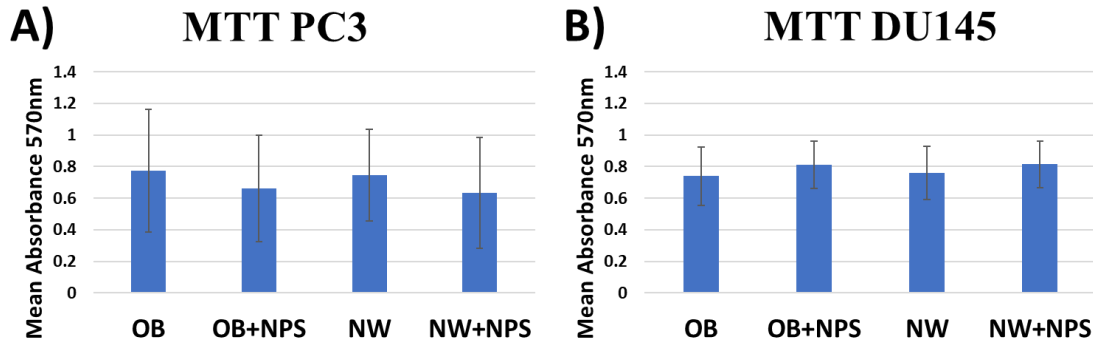 A)
MTT PC3
Mean Absorbance 570nm
1.4
1.2
1
0.8
0.6
0.4
0.2
0
OB
OB+NPS
NW
NW+NPS
B)
MTT DU145
Mean Absorbance 570nm
1.4
1.2
1
0.8
0.6
0.4
0.2
0
OB
OB+NPS
NW
NW+NPS